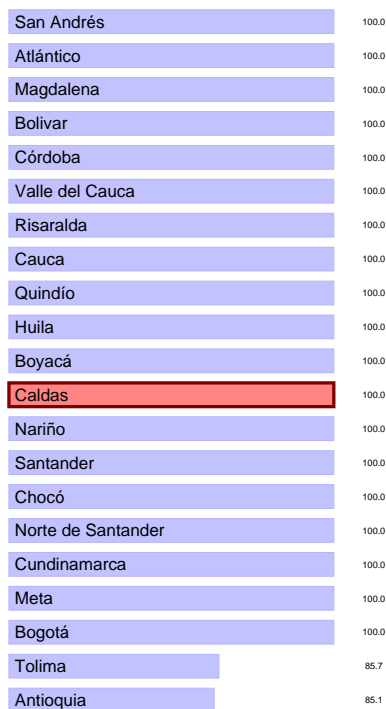 San Andrés 100.0
Atlántico 100.0
Magdalena 100.0
Bolivar 100.0
Córdoba 100.0
Valle del Cauca 100.0
Risaralda 100.0
Cauca 100.0
Quindío 100.0
Huila 100.0
Boyacá 100.0
Caldas 100.0
Nariño 100.0
Santander 100.0
Chocó 100.0
Norte de Santander 100.0
Cundinamarca 100.0
Meta 100.0
Bogotá 100.0
Tolima 85.7
Antioquia 85.1